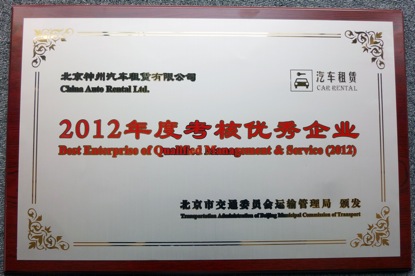 北京神州汽车租赁有限公司
China Auto Rental Ltd.
汽车租赁
CAR RENTAL
2012年度考核优秀企业
Best Enterprise of Qualified Management & Service (2012)
北京市交通委员会运输管理局 颁发
Transportation Administration of Beijing Municipal Commission of Transport